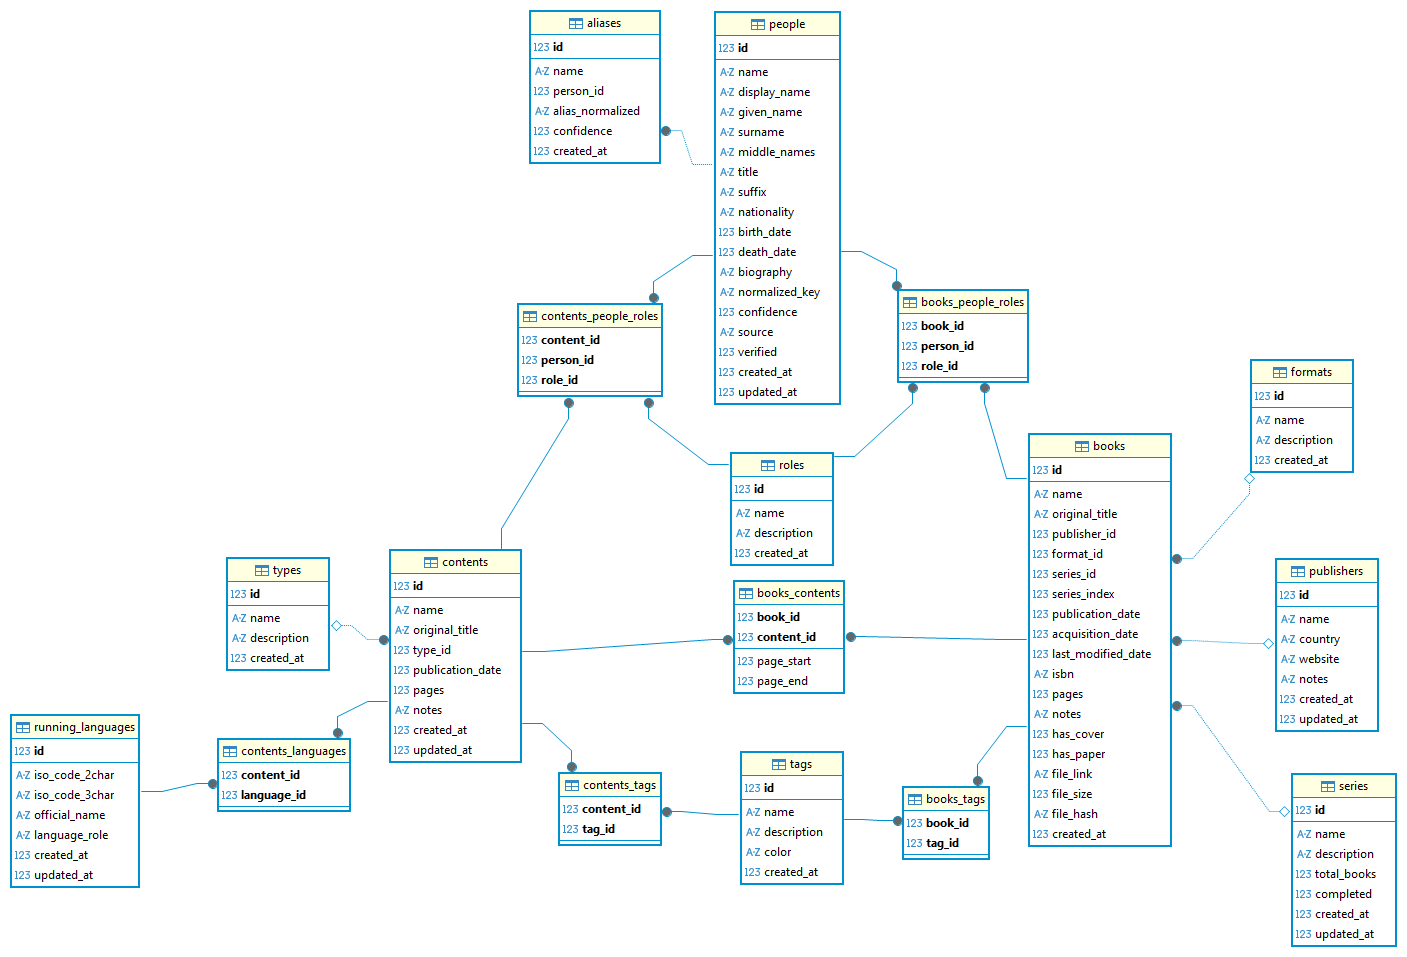 aliases
123 id
A-Z name
123 person_id
A-Z alias_normalized
123 confidence
123 created_at
people
123 id
A-Z name
A-Z display_name
A-Z given_name
A-Z surname
A-Z middle_names
A-Z title
A-Z suffix
A-Z nationality
123 birth_date
123 death_date
A-Z biography
A-Z normalized_key
123 confidence
A-Z source
123 verified
123 created_at
123 updated_at
contents_people_roles
123 content_id
123 person_id
123 role_id
books_people_roles
123 book_id
123 person_id
123 role_id
formats
123 id
A-Z name
A-Z description
123 created_at
roles
123 id
A-Z name
A-Z description
123 created_at
books
123 id
A-Z name
A-Z original_title
123 publisher_id
123 format_id
123 series_id
123 series_index
123 publication_date
123 acquisition_date
123 last_modified_date
A-Z isbn
123 pages
A-Z notes
123 has_cover
123 has_paper
A-Z file_link
123 file_size
A-Z file_hash
123 created_at
types
123 id
A-Z name
A-Z description
123 created_at
contents
123 id
A-Z name
A-Z original_title
123 type_id
123 publication_date
123 pages
A-Z notes
123 created_at
123 updated_at
books_contents
123 book_id
123 content_id
123 page_start
123 page_end
publishers
123 id
A-Z name
A-Z country
A-Z website
A-Z notes
123 created_at
123 updated_at
running_languages
123 id
A-Z iso_code_2char
A-Z iso_code_3char
A-Z official_name
A-Z language_role
123 created_at
123 updated_at
contents_languages
123 content_id
123 language_id
contents_tags
123 content_id
123 tag_id
tags
123 id
A-Z name
A-Z description
A-Z color
123 created_at
books_tags
123 book_id
123 tag_id
series
123 id
A-Z name
A-Z description
123 total_books
123 completed
123 created_at
123 updated_at